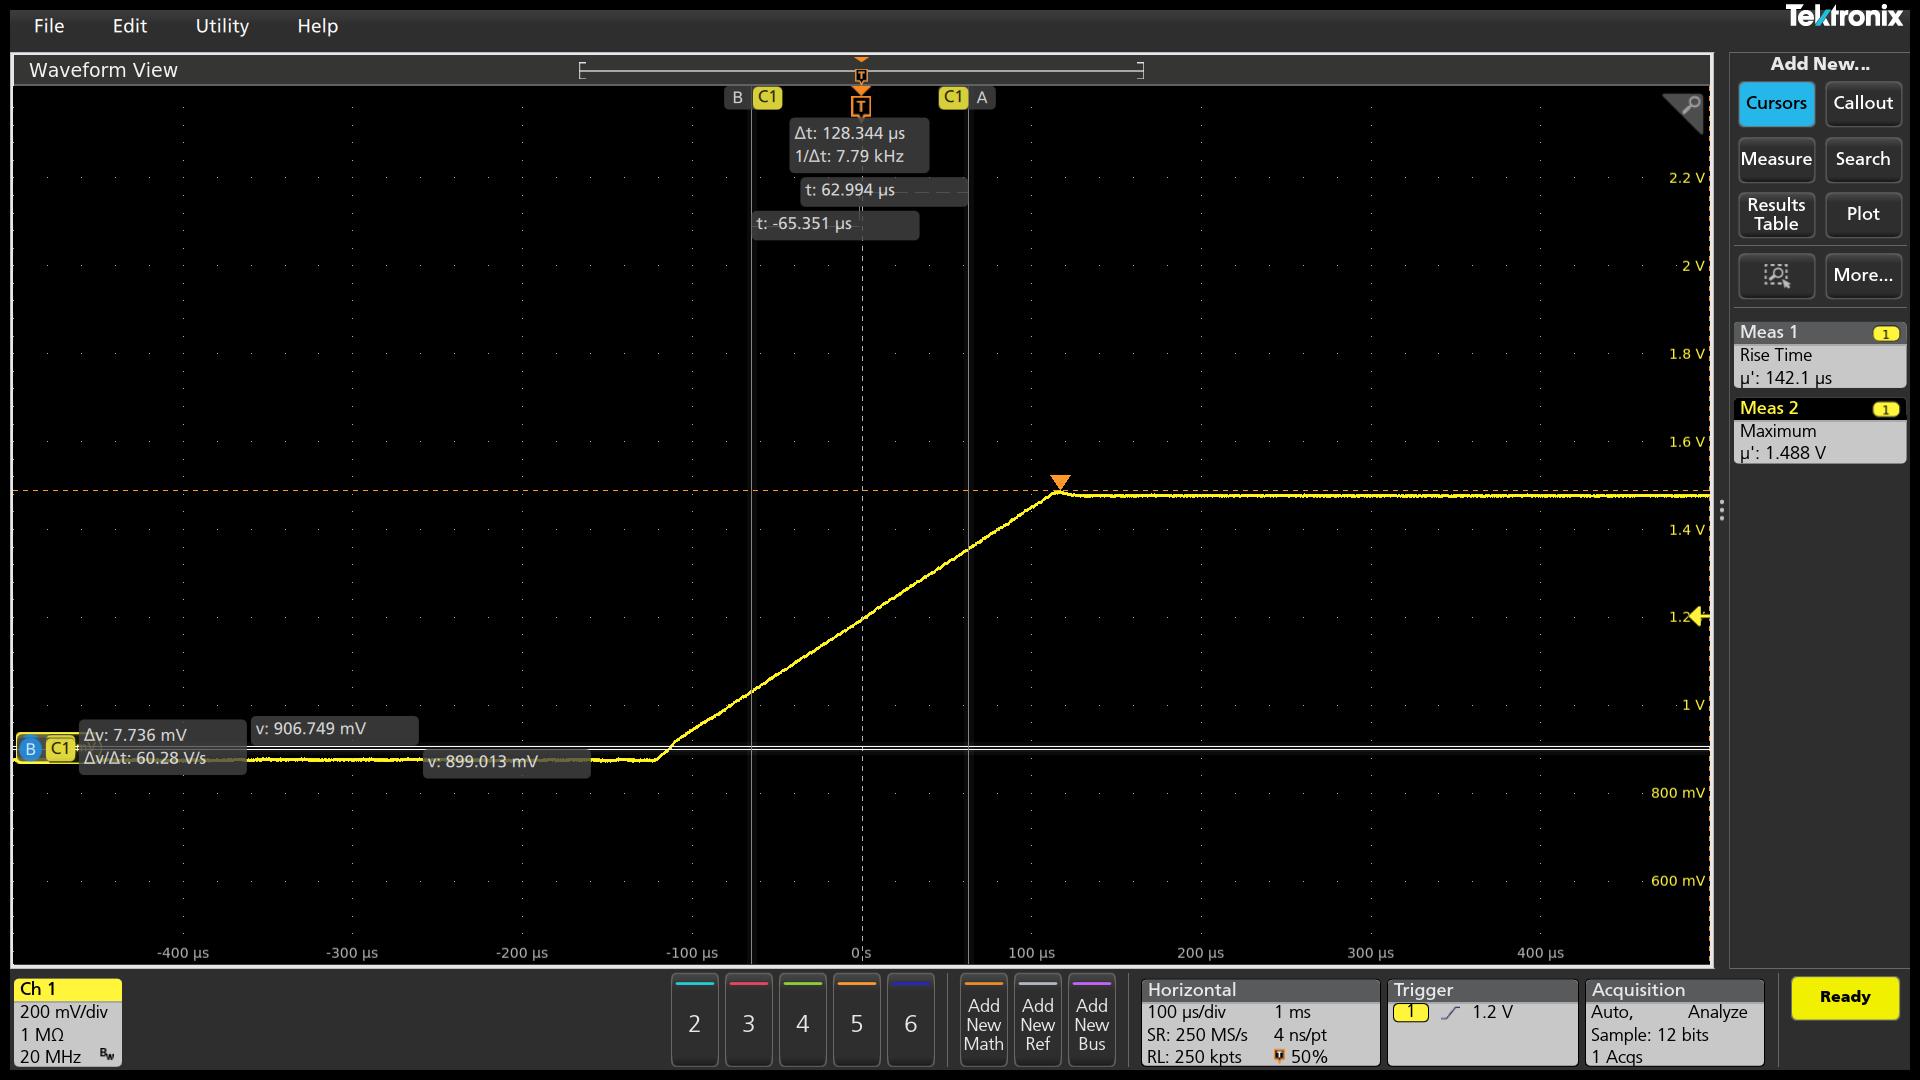 File Edit Utility Help
Tektronix
Waveform View
T
Add New...
B C1 T C1 A
Cursors Callout
Δt: 128.344 µs
1/Δt: 7.79 kHz
Measure Search
t: 62.994 µs
2.2 V
Results Table Plot
t: -65.351 µs
2 V
More...
Meas 1 1
Rise Time
µ': 142.1 µs
1.8 V
Meas 2 1
Maximum
µ': 1.488 V
1.6 V
1.4 V
1.2
1 V
Δv: 7.736 mV
v: 906.749 mV
B C1
Δv/Δt: 60.28 V/s
v: 899.013 mV
800 mV
600 mV
-400 µs -300 µs -200 µs -100 µs 0 s 100 µs 200 µs 300 µs 400 µs
Ch 1
200 mV/div
1 MΩ
20 MHz Bw
2 3 4 5 6
Add New Math
Add New Ref
Add New Bus
Horizontal
100 µs/div 1 ms
SR: 250 MS/s 4 ns/pt
RL: 250 kpts T 50%
Trigger
1 1.2 V
Acquisition
Auto, Analyze
Sample: 12 bits
1 Acqs
Ready